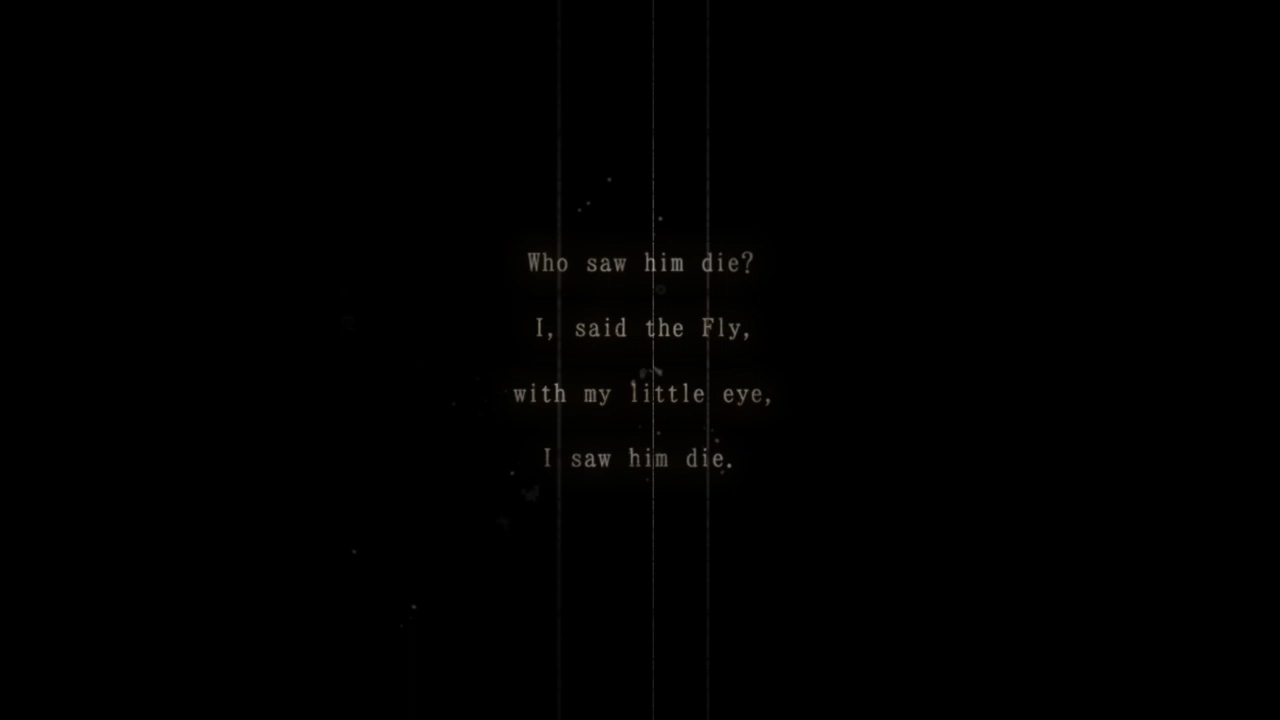 Who saw him die?
I, said the Fly,
with my little eye,
I saw him die.